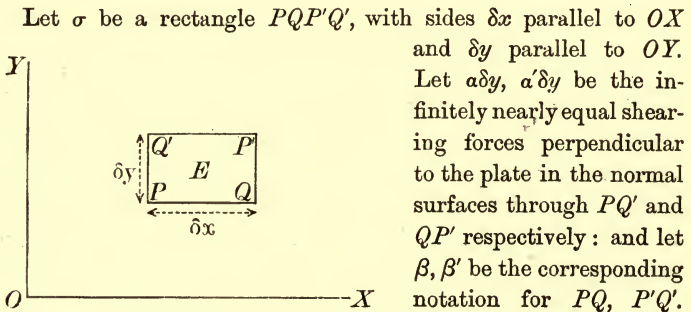 Let σ be a rectangle PQP'Q', with sides δx parallel to OX
and δy parallel to OY.
Let aδy, a'δy be the in-
finitely nearly equal shear-
ing forces perpendicular
to the plate in the normal
surfaces through PQ' and
QP' respectively: and let
β, β' be the corresponding
notation for PQ, P'Q'.
Y
Q' P'
δy E
P Q
δx
O X